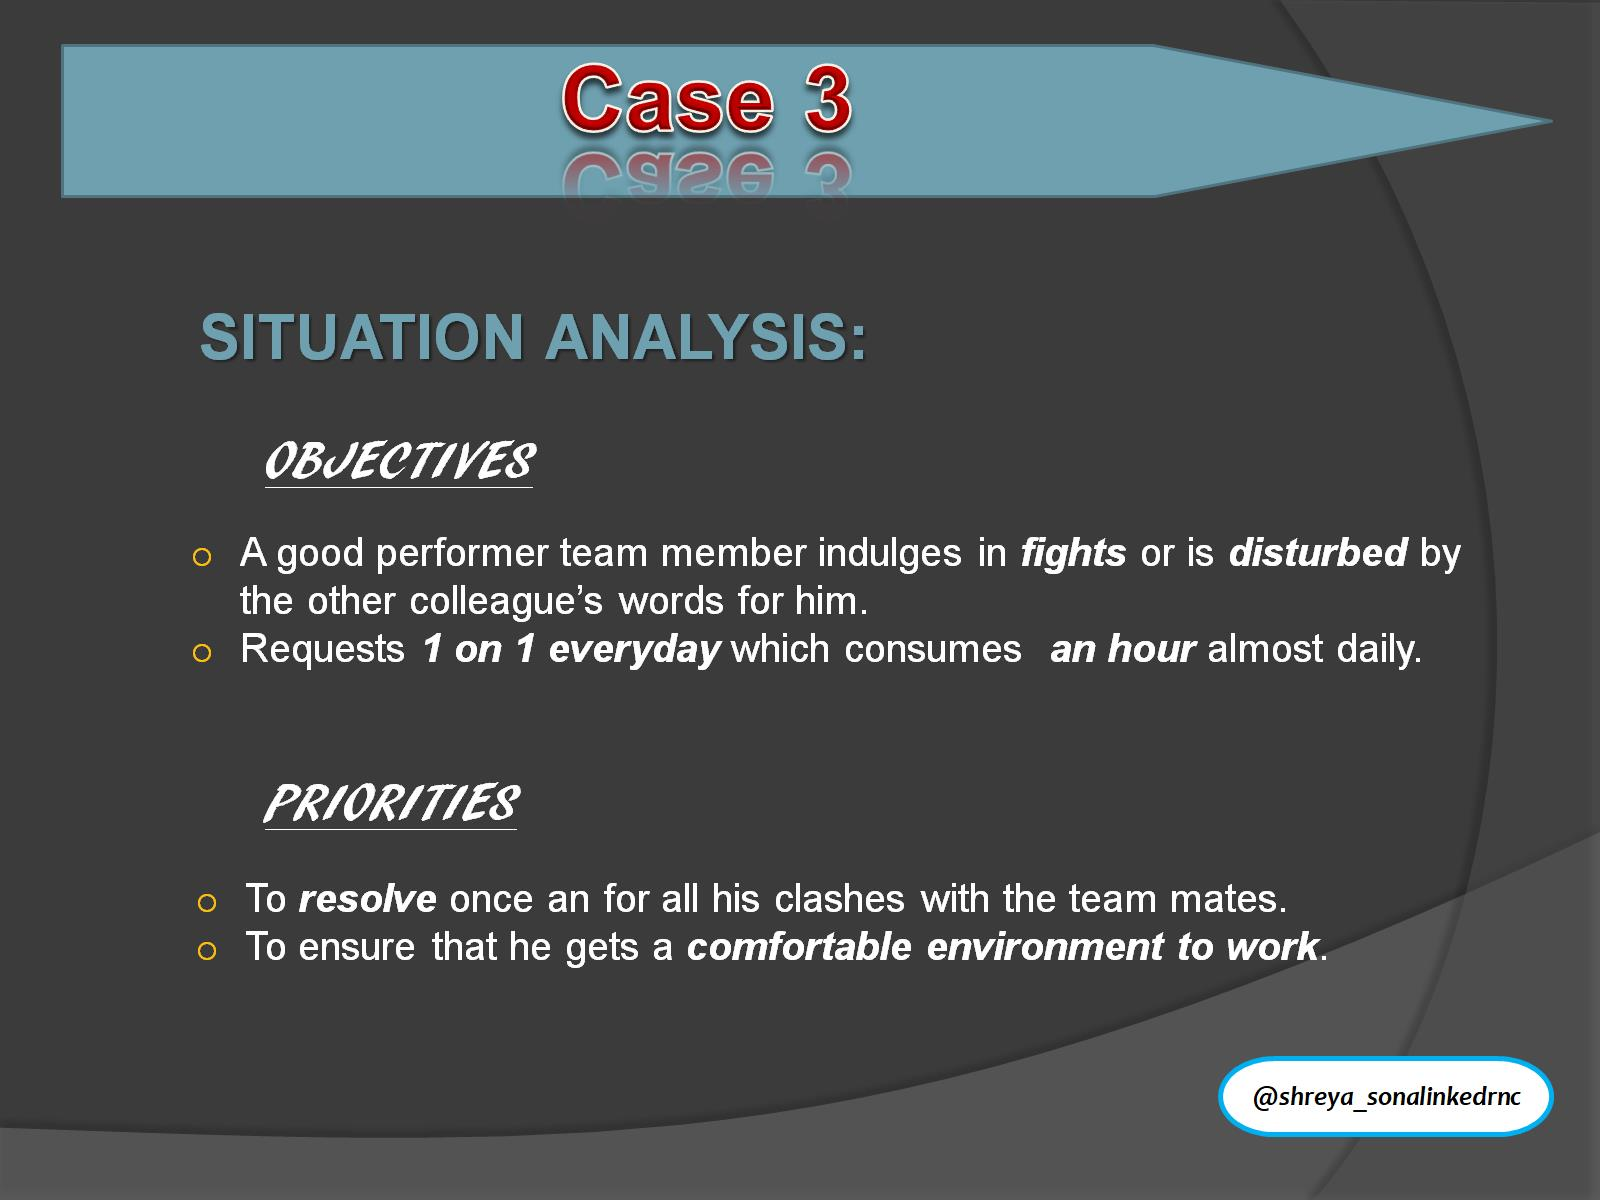 Case 3
SITUATION ANALYSIS:
OBJECTIVES
A good performer team member indulges in fights or is disturbed by
the other colleague’s words for him.
Requests 1 on 1 everyday which consumes an hour almost daily.
PRIORITIES
To resolve once an for all his clashes with the team mates.
To ensure that he gets a comfortable environment to work.
@shreya_sonalinkedrnc